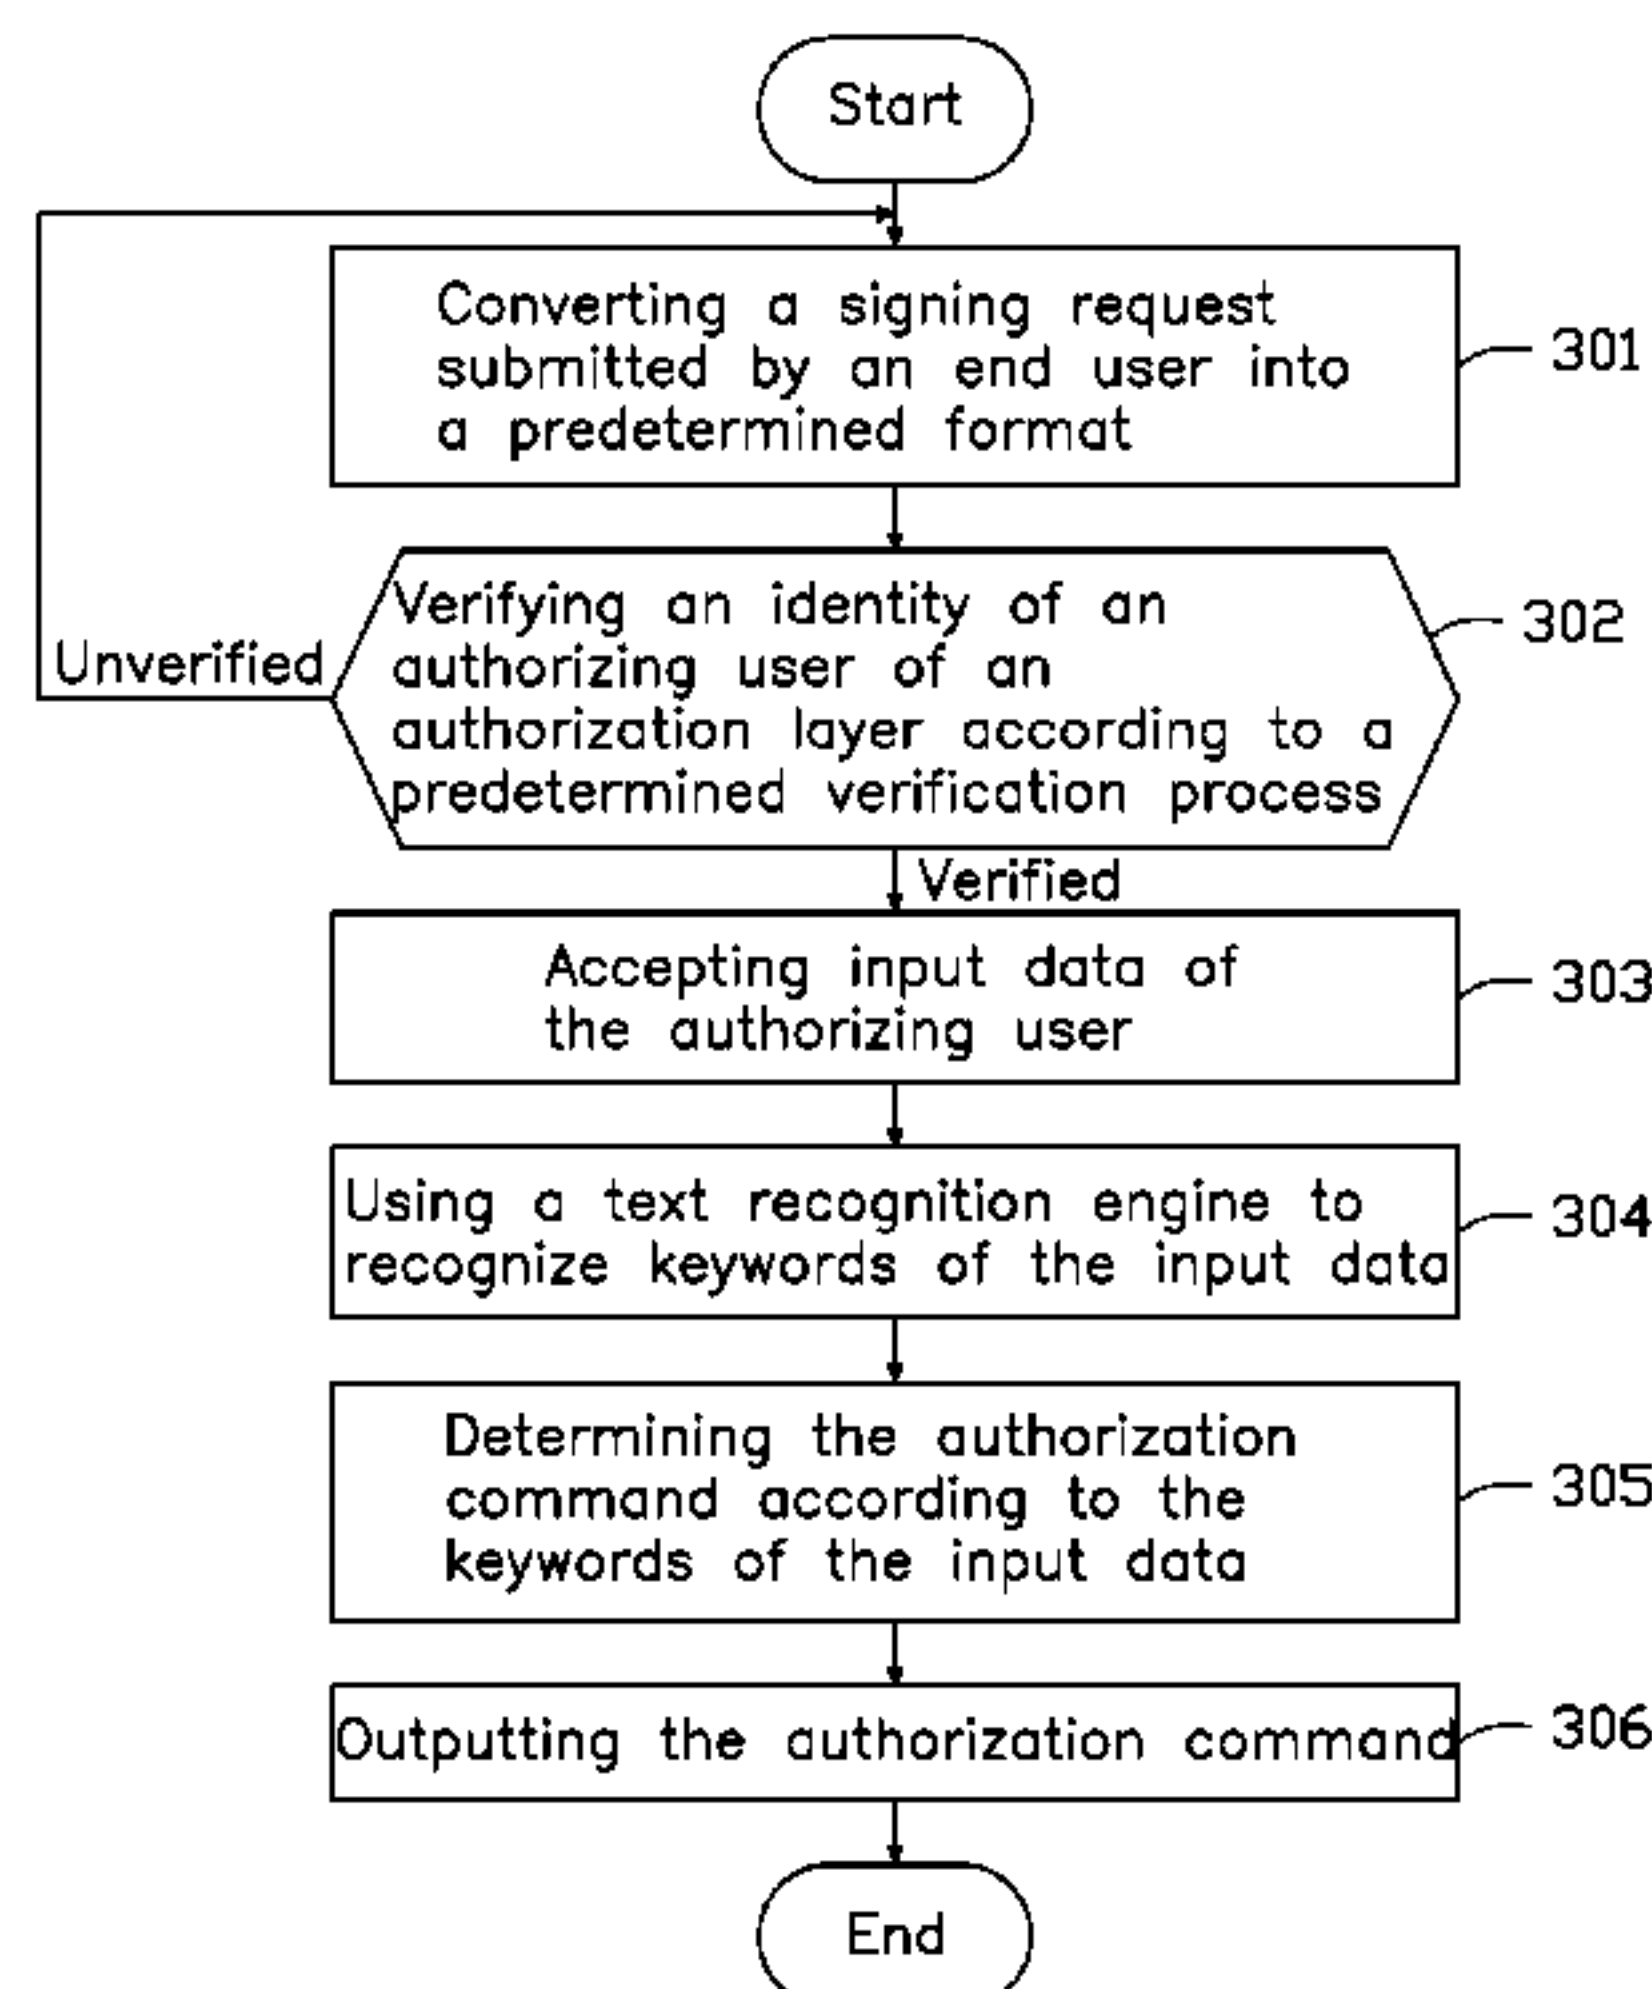 Start
Converting a signing request
submitted by an end user into
a predetermined format
301
Verifying an identity of an
authorizing user of an
authorization layer according to a
predetermined verification process
302
Unverified
Verified
Accepting input data of
the authorizing user
303
Using a text recognition engine to
recognize keywords of the input data
304
Determining the authorization
command according to the
keywords of the input data
305
Outputting the authorization command
306
End